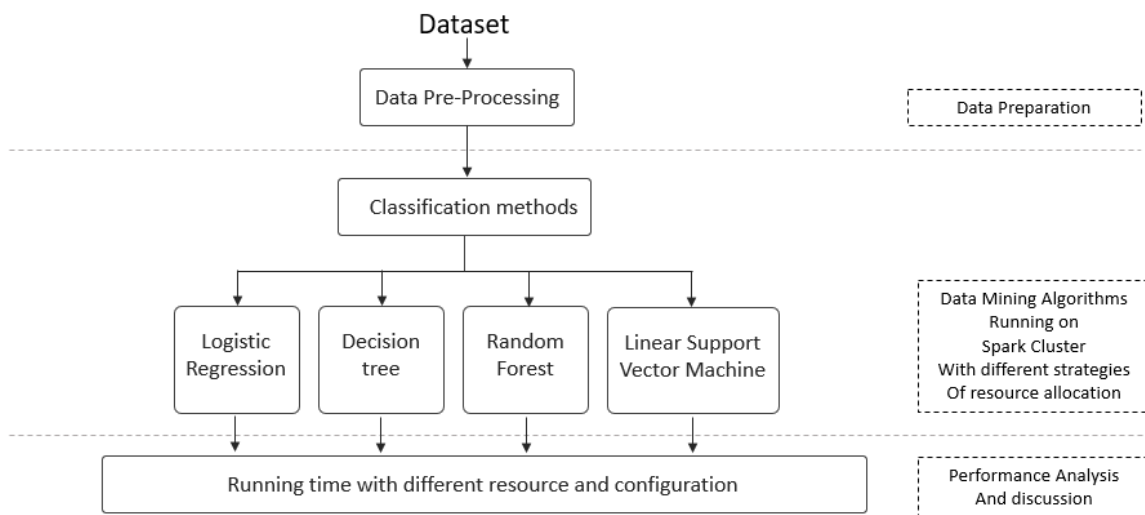 Dataset
Data Pre-Processing
Data Preparation
Classification methods
Logistic
Regression
Decision
tree
Random
Forest
Linear Support
Vector Machine
Data Mining Algorithms
Running on
Spark Cluster
With different strategies
Of resource allocation
Running time with different resource and configuration
Performance Analysis
And discussion